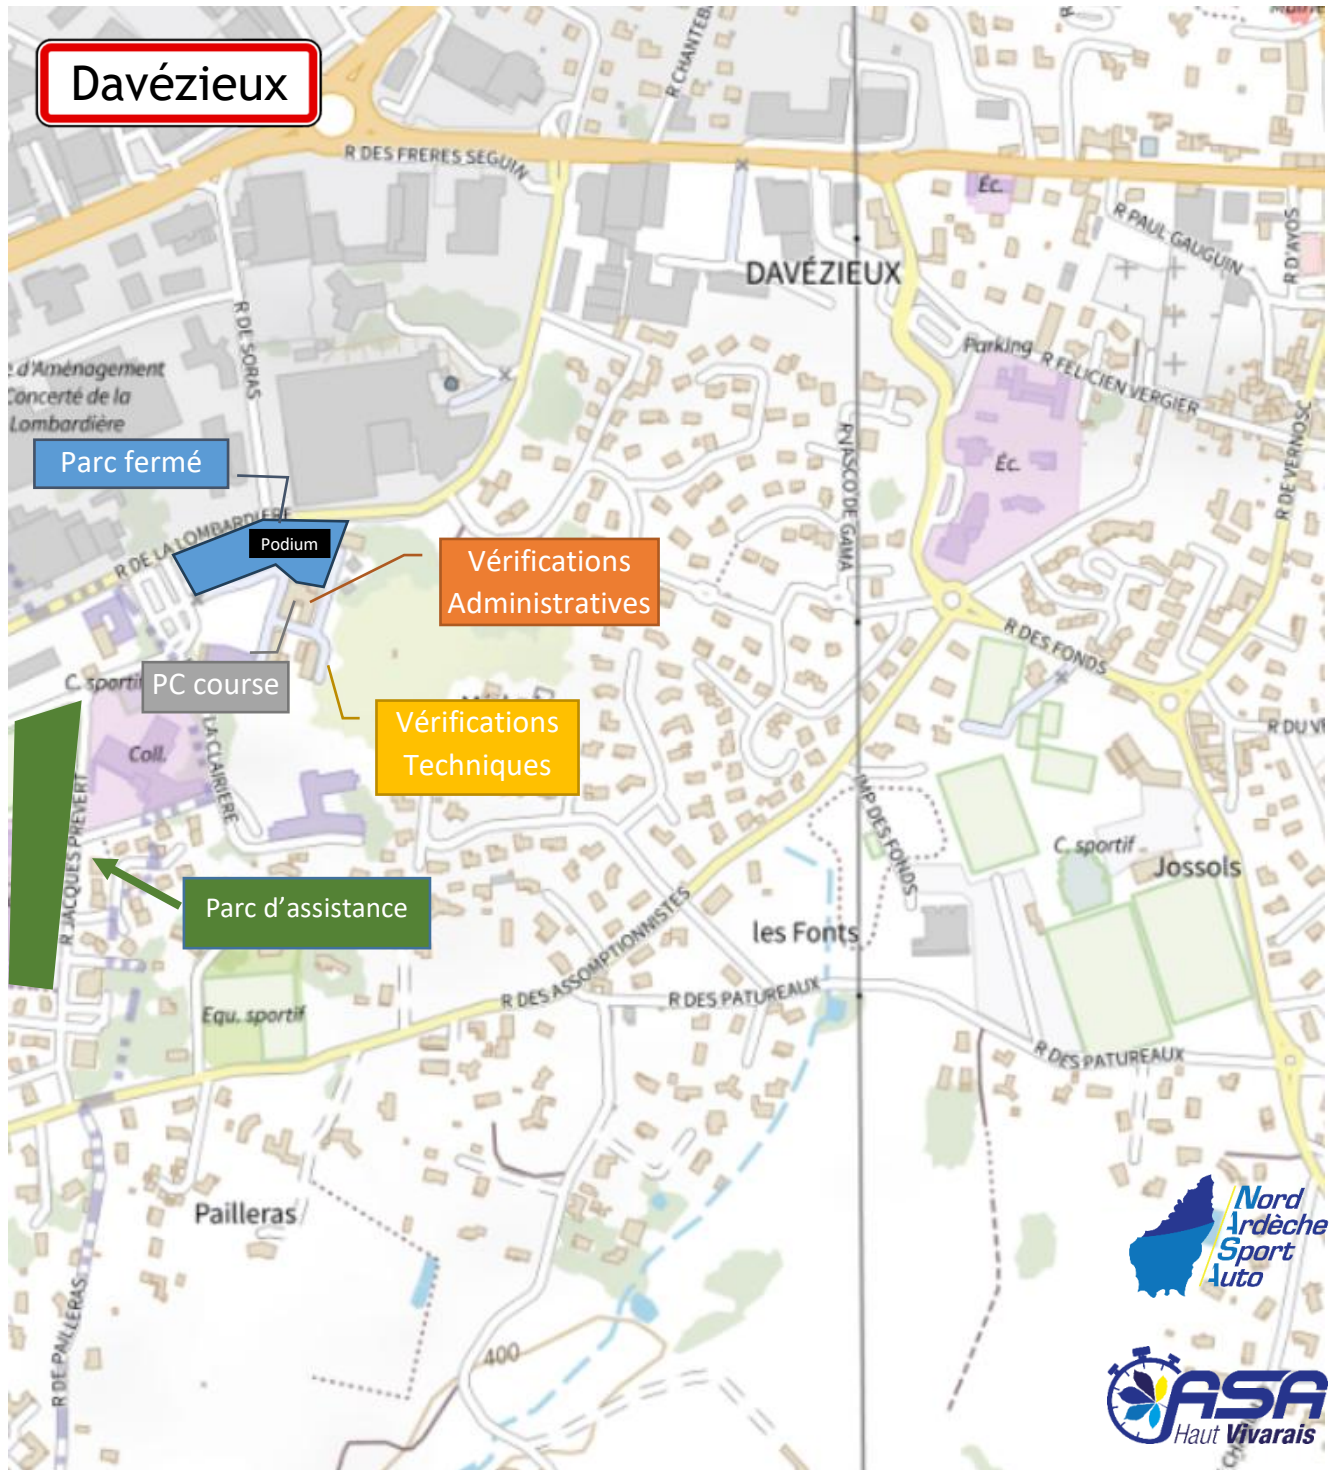 Davézieux
R CHANTEB
Mairie
R DES FRERES SEGUIN
Éc.
R PAUL GAUGUIN
R D'AYOS
DAVÉZIEUX
R DE SORAS
Parking
R FELICIEN VERGIER
e d'Aménagement
Concerté de la
Lombardière
R DE VERNOSC
Parc fermé
R VASCO DE GAMA
Éc.
R DE LA LOMBARDIERE
Podium
Vérifications
Administratives
R DES FONDS
C. sporti
PC course
Vérifications
Techniques
R DU VE
Coll.
LA CLAIRIERE
R JACQUES PREVERT
IMP DES FONDS
C. sportif
Jossols
Parc d'assistance
les Fonts
R DES ASSOMPTIONNISTES
R DES PATUREAUX
Equ. sportif
R DES PATUREAUX
Pailleras
R DE PAILLERAS
400
Nord
Ardèche
Sport
Auto
ASA
Haut Vivarais